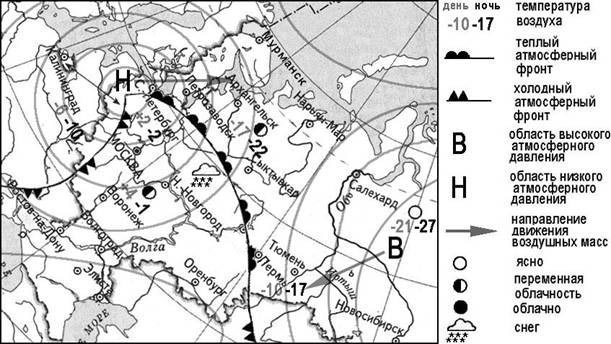 Мурманск
Калининград
Н
С.-Петербург
Петрозаводск
Архангельск
Нарьян-Мар
-17
-22
-10
-2
-2
МОСКВА
Сыктывкар
Салехард
Обь
-21
-27
-4
-1
Воронеж
Н.-Новгород
Ростов-на-Дону
Волгоград
Волга
В
Тюмень
Пермь
-10
-17
Иртыш
Элиста
Оренбург
Новосибирск
МОРЕ
день ночь
-10 -17
температура
воздуха
теплый
атмосферный
фронт
холодный
атмосферный
фронт
В
область высокого
атмосферного
давления
Н
область низкого
атмосферного
давления
направление
движения
воздушных масс
ясно
переменная
облачность
облачно
снег